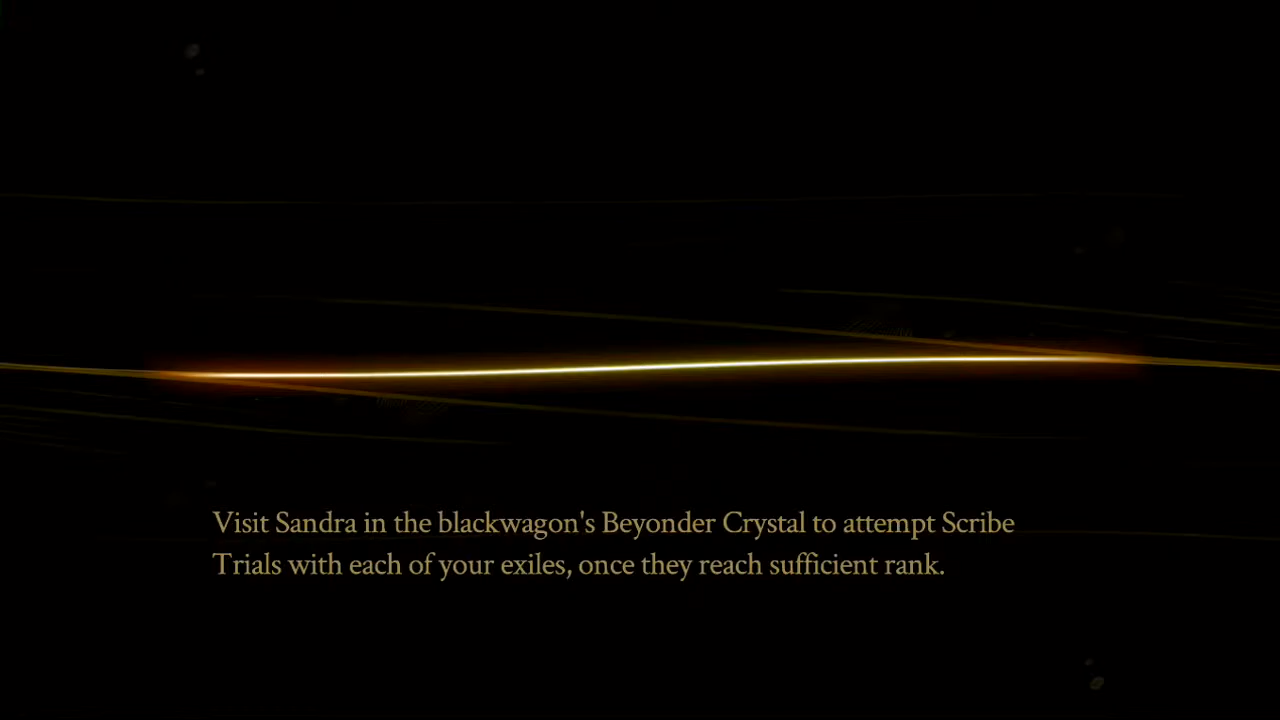 Visit Sandra in the blackwagon's Beyonder Crystal to attempt Scribe
Trials with each of your exiles, once they reach sufficient rank.